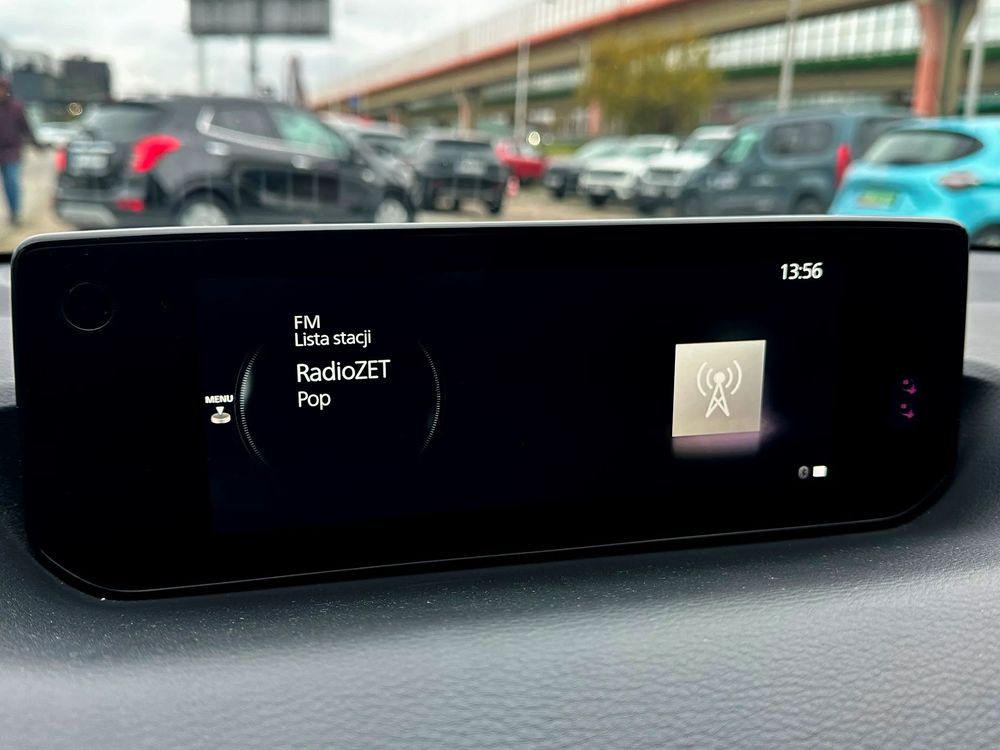 13:56
FM
Lista stacji
RadioZET
Pop
MENU